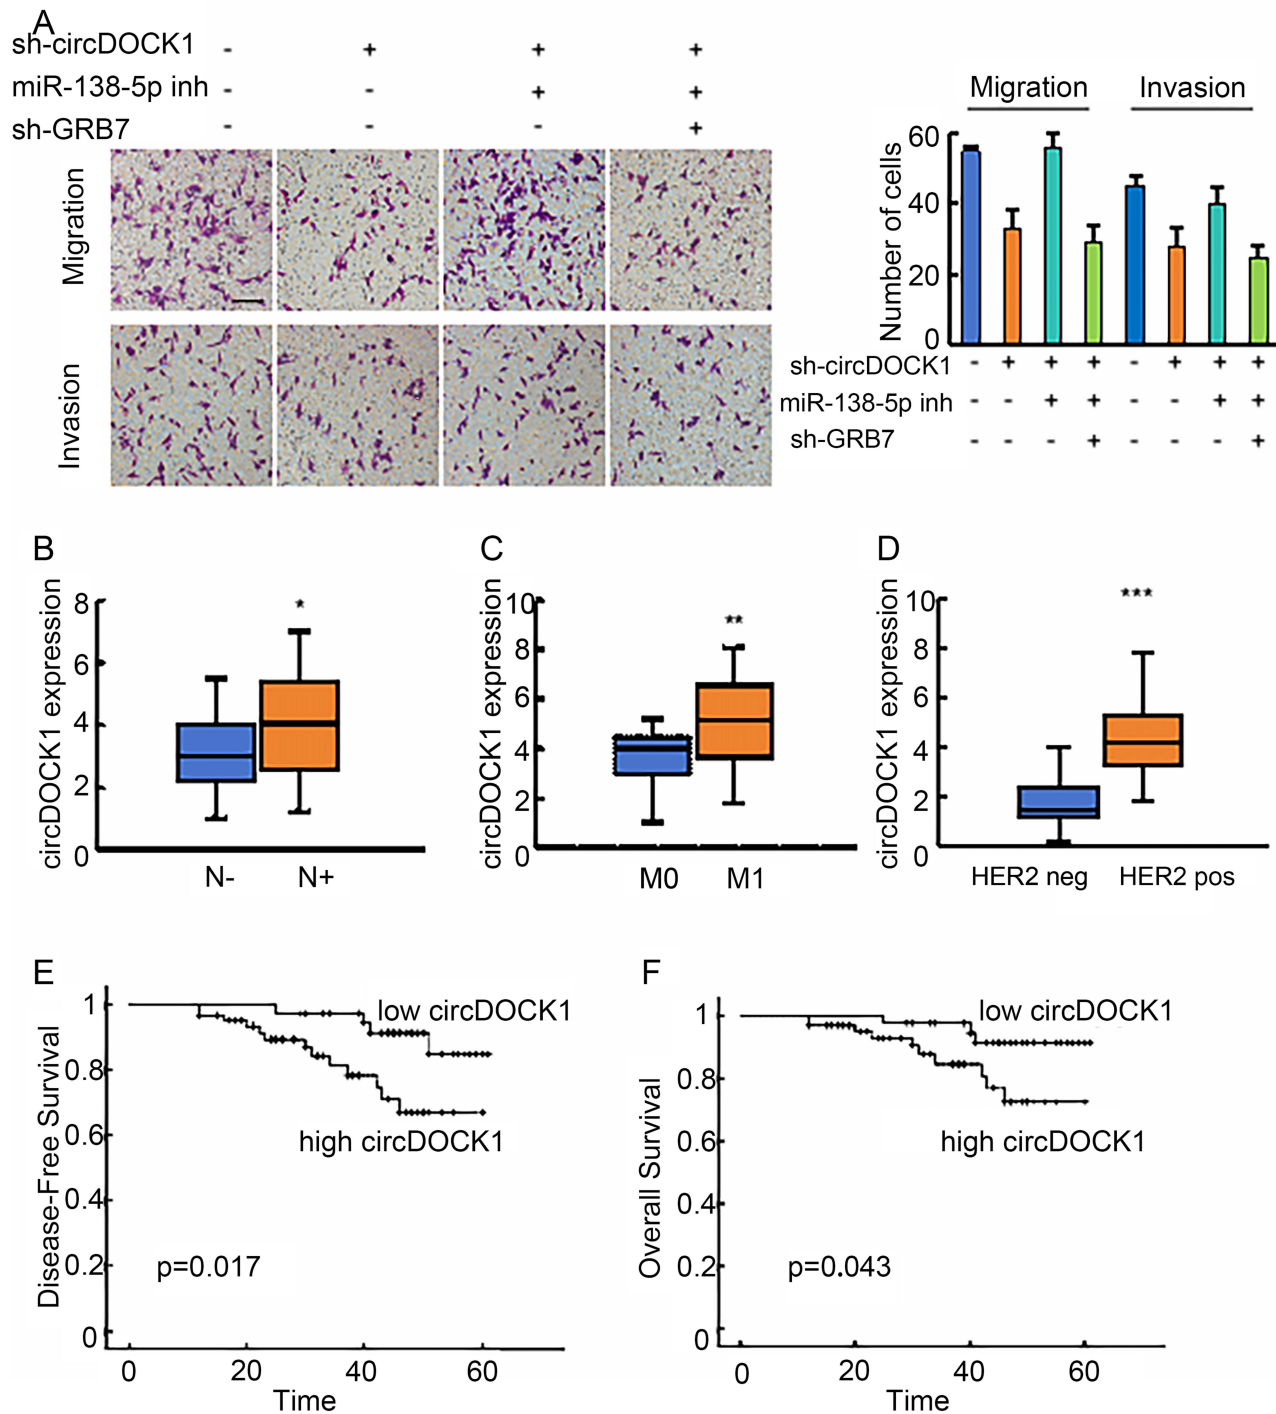 A
sh-circDOCK1 - + + +
miR-138-5p inh - - + +
sh-GRB7 - - - +
Migration
Invasion
Migration Invasion
Number of cells
60
40
20
0
sh-circDOCK1 - + + + - + + +
miR-138-5p inh - - + + - - + +
sh-GRB7 - - - + - - - +
B
circDOCK1 expression
8
6
4
2
0
*
N- N+
C
circDOCK1 expression
10
8
6
4
2
0
**
M0 M1
D
circDOCK1 expression
10
8
6
4
2
0
***
HER2 neg HER2 pos
E
Disease-Free Survival
1
0.8
0.6
0.4
0.2
0
low circDOCK1
high circDOCK1
p=0.017
0 20 40 60
Time
F
Overall Survival
1
0.8
0.6
0.4
0.2
0
low circDOCK1
high circDOCK1
p=0.043
0 20 40 60
Time